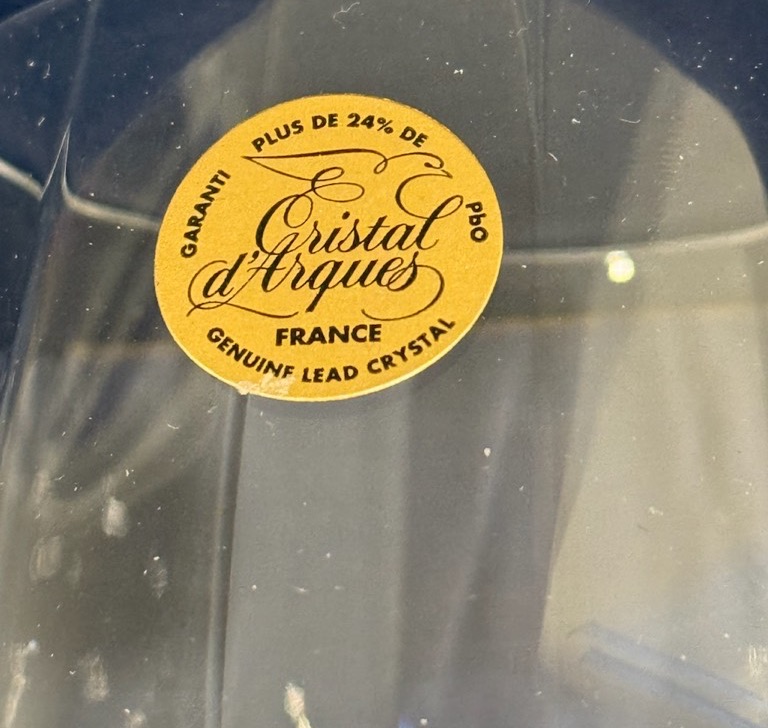 GARANTI PLUS DE 24% DE PbO
Cristal
d'Arques
FRANCE
GENUINE LEAD CRYSTAL